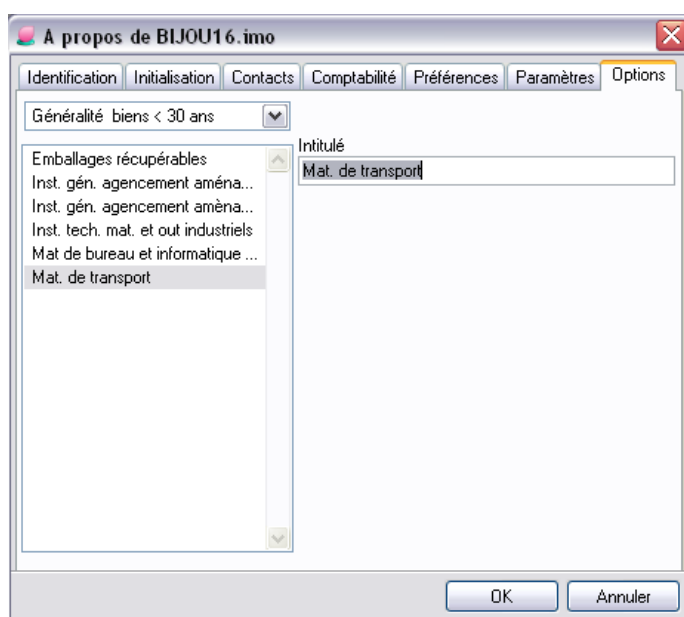 A propos de BIJOU16.imo
Identification Initialisation Contacts Comptabilité Préférences Paramètres Options
Généralité biens < 30 ans
Intitulé
Mat. de transport
Emballages récupérables
Inst. gén. agencement aména...
Inst. gén. agencement amèna...
Inst. tech. mat. et out industriels
Mat de bureau et informatique ...
Mat. de transport
OK Annuler